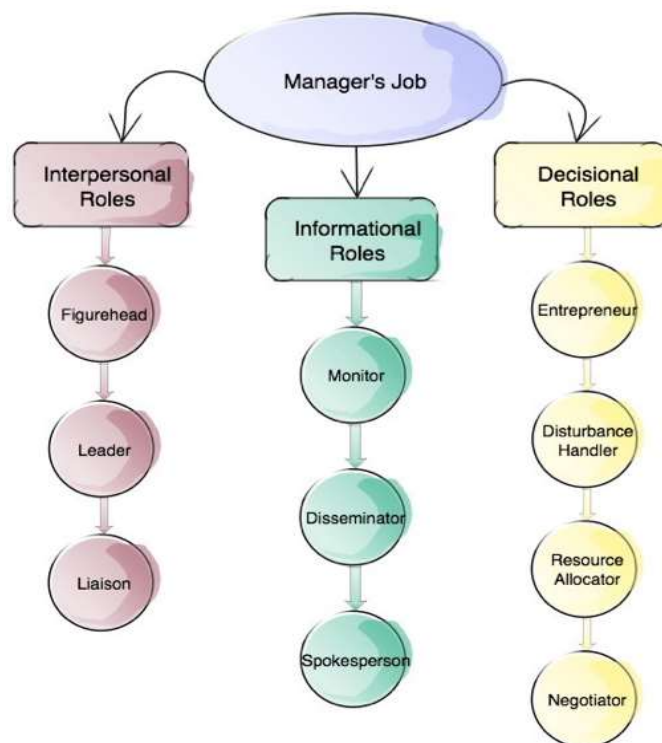 Manager's Job
Interpersonal
Roles
Figurehead
Leader
Liaison
Informational
Roles
Monitor
Disseminator
Spokesperson
Decisional
Roles
Entrepreneur
Disturbance
Handler
Resource
Allocator
Negotiator